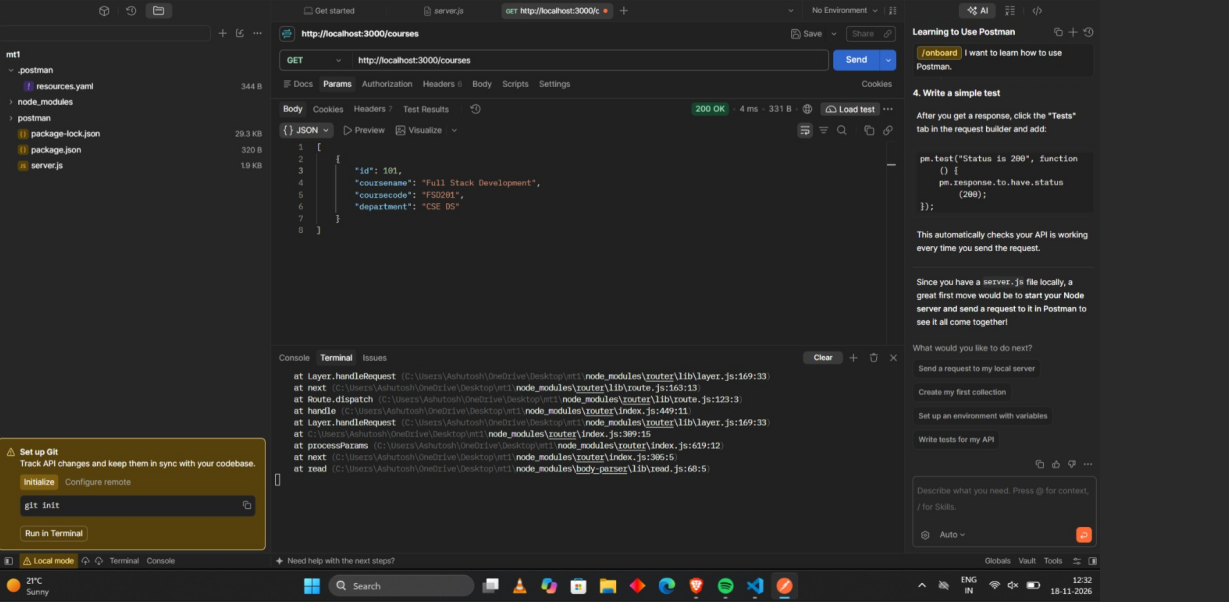 Get started
server.js
GET http://localhost:3000/c
No Environment
AI
http://localhost:3000/courses
Save
Share
Learning to Use Postman
mt1
.postman
resources.yaml
344 B
node_modules
postman
package-lock.json
29.3 KB
package.json
320 B
server.js
1.9 KB
GET
http://localhost:3000/courses
Send
Docs
Params
Authorization
Headers 6
Body
Scripts
Settings
Cookies
Body
Cookies
Headers 7
Test Results
200 OK
4 ms
331 B
Load test
{} JSON
Preview
Visualize
1 [
2 {
3 "id": 101,
4 "coursename": "Full Stack Development",
5 "coursecode": "FSD201",
6 "department": "CSE DS"
7 }
8 ]
Console
Terminal
Issues
Clear
at Layer.handleRequest (C:\Users\Ashutosh\OneDrive\Desktop\mt1\node_modules\router\lib\layer.js:169:33)
at next (C:\Users\Ashutosh\OneDrive\Desktop\mt1\node_modules\router\lib\route.js:163:13)
at Route.dispatch (C:\Users\Ashutosh\OneDrive\Desktop\mt1\node_modules\router\lib\route.js:123:3)
at handle (C:\Users\Ashutosh\OneDrive\Desktop\mt1\node_modules\router\index.js:449:11)
at Layer.handleRequest (C:\Users\Ashutosh\OneDrive\Desktop\mt1\node_modules\router\lib\layer.js:169:33)
at C:\Users\Ashutosh\OneDrive\Desktop\mt1\node_modules\router\index.js:309:15
at processParams (C:\Users\Ashutosh\OneDrive\Desktop\mt1\node_modules\router\index.js:619:12)
at next (C:\Users\Ashutosh\OneDrive\Desktop\mt1\node_modules\router\index.js:305:5)
at read (C:\Users\Ashutosh\OneDrive\Desktop\mt1\node_modules\body-parser\lib\read.js:68:5)
/onboard I want to learn how to use
Postman.
4. Write a simple test
After you get a response, click the "Tests"
tab in the request builder and add:
pm.test("Status is 200", function
() {
pm.response.to.have.status
(200);
});
This automatically checks your API is working
every time you send the request.
Since you have a server.js file locally, a
great first move would be to start your Node
server and send a request to it in Postman to
see it all come together!
What would you like to do next?
Send a request to my local server
Create my first collection
Set up an environment with variables
Write tests for my API
Describe what you need. Press @ for context,
/ for Skills.
Auto
Set up Git
Track API changes and keep them in sync with your codebase.
Initialize
Configure remote
git init
Run in Terminal
Local mode
Terminal
Console
Need help with the next steps?
Globals
Vault
Tools
21°C
Sunny
Search
ENG
IN
12:32
18-11-2026